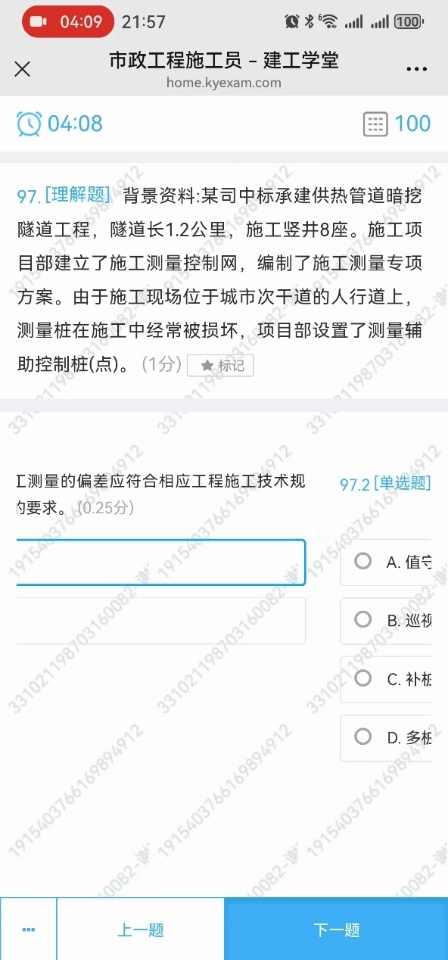 04:09 21:57 100
市政工程施工员 - 建工学堂
home.kyexam.com
04:08 100
97. [理解题] 背景资料:某司中标承建供热管道暗挖
隧道工程，隧道长1.2公里，施工竖井8座。施工项
目部建立了施工测量控制网，编制了施工测量专项
方案。由于施工现场位于城市次干道的人行道上，
测量桩在施工中经常被损坏，项目部设置了测量辅
助控制桩(点)。 (1分) ★ 标记
工测量的偏差应符合相应工程施工技术规
的要求。 (0.25分)
97.2 [单选题]
A. 值守
B. 巡视
C. 补桩
D. 多桩
上一题 下一题
331021198703160082
191540376616989491​2